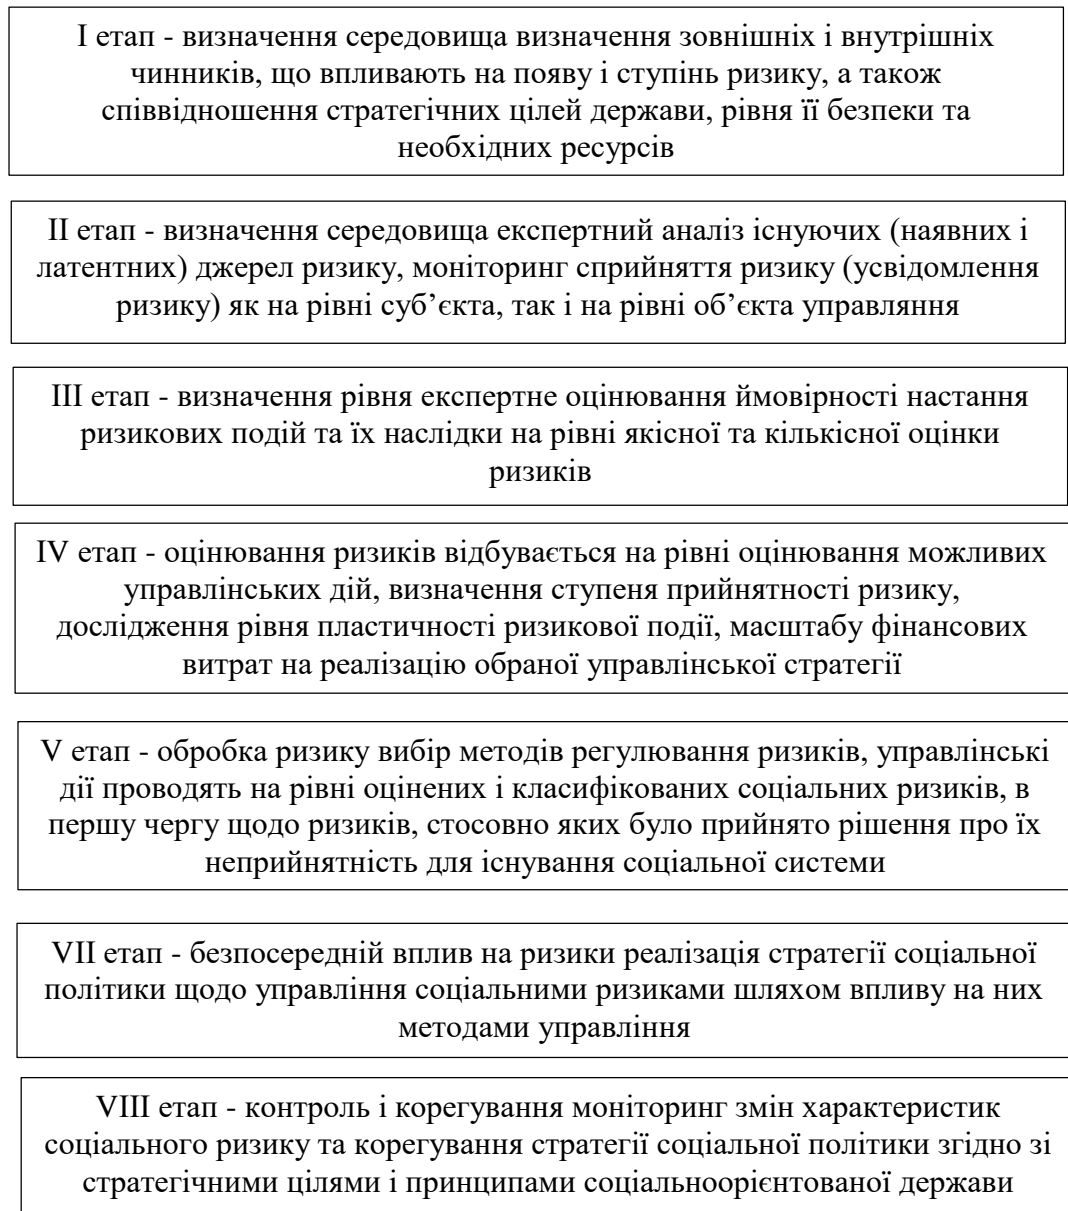 І етап - визначення середовища визначення зовнішніх і внутрішніх
чинників, що впливають на появу і ступінь ризику, а також
співвідношення стратегічних цілей держави, рівня її безпеки та
необхідних ресурсів
ІІ етап - визначення середовища експертний аналіз існуючих (наявних і
латентних) джерел ризику, моніторинг сприйняття ризику (усвідомлення
ризику) як на рівні суб’єкта, так і на рівні об’єкта управляння
ІІІ етап - визначення рівня експертне оцінювання ймовірності настання
ризикових подій та їх наслідки на рівні якісної та кількісної оцінки
ризиків
IV етап - оцінювання ризиків відбувається на рівні оцінювання можливих
управлінських дій, визначення ступеня прийнятності ризику,
дослідження рівня пластичності ризикової події, масштабу фінансових
витрат на реалізацію обраної управлінської стратегії
V етап - обробка ризику вибір методів регулювання ризиків, управлінські
дії проводять на рівні оцінених і класифікованих соціальних ризиків, в
першу чергу щодо ризиків, стосовно яких було прийнято рішення про їх
неприйнятність для існування соціальної системи
VII етап - безпосередній вплив на ризики реалізація стратегії соціальної
політики щодо управління соціальними ризиками шляхом впливу на них
методами управління
VIII етап - контроль і корегування моніторинг змін характеристик
соціального ризику та корегування стратегії соціальної політики згідно зі
стратегічними цілями і принципами соціальноорієнтованої держави